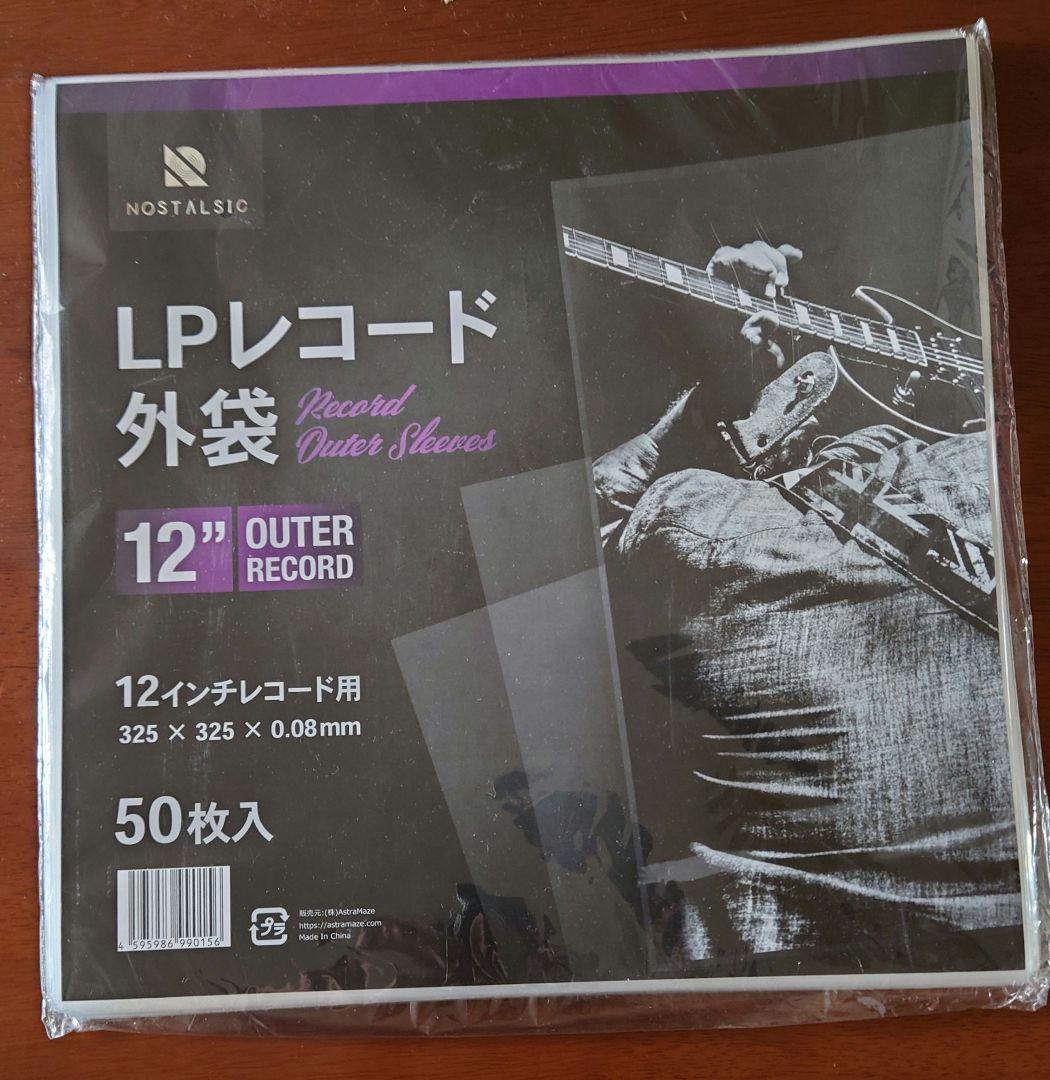 NOSTALSIC
LPレコード
外袋
Record
Outer Sleeves
12”
OUTER
RECORD
12インチレコード用
325 × 325 × 0.08mm
50枚入
4 595986 990156
プラ
販売元:(株)AstraMaze
https://astramaze.com
Made In China